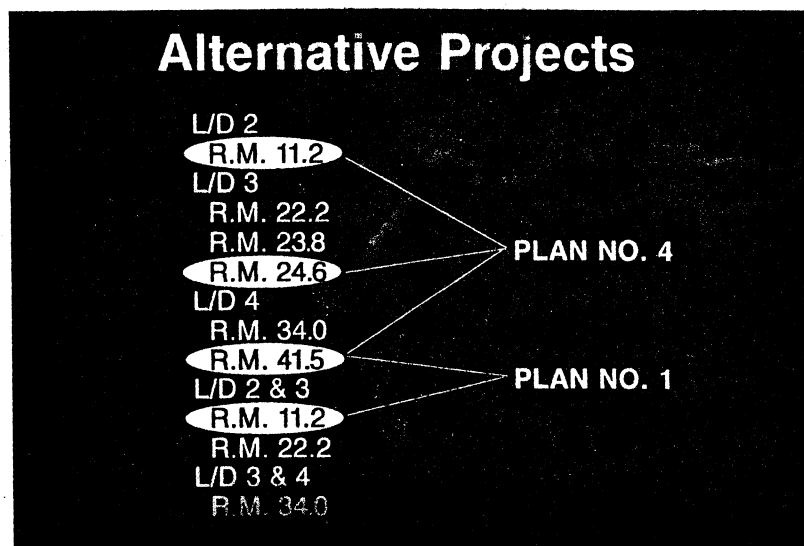 Alternative Projects
L/D 2
R.M. 11.2
L/D 3
R.M. 22.2
R.M. 23.8
R.M. 24.6
L/D 4
R.M. 34.0
R.M. 41.5
L/D 2 & 3
R.M. 11.2
R.M. 22.2
L/D 3 & 4
R.M. 34.0
PLAN NO. 4
PLAN NO. 1